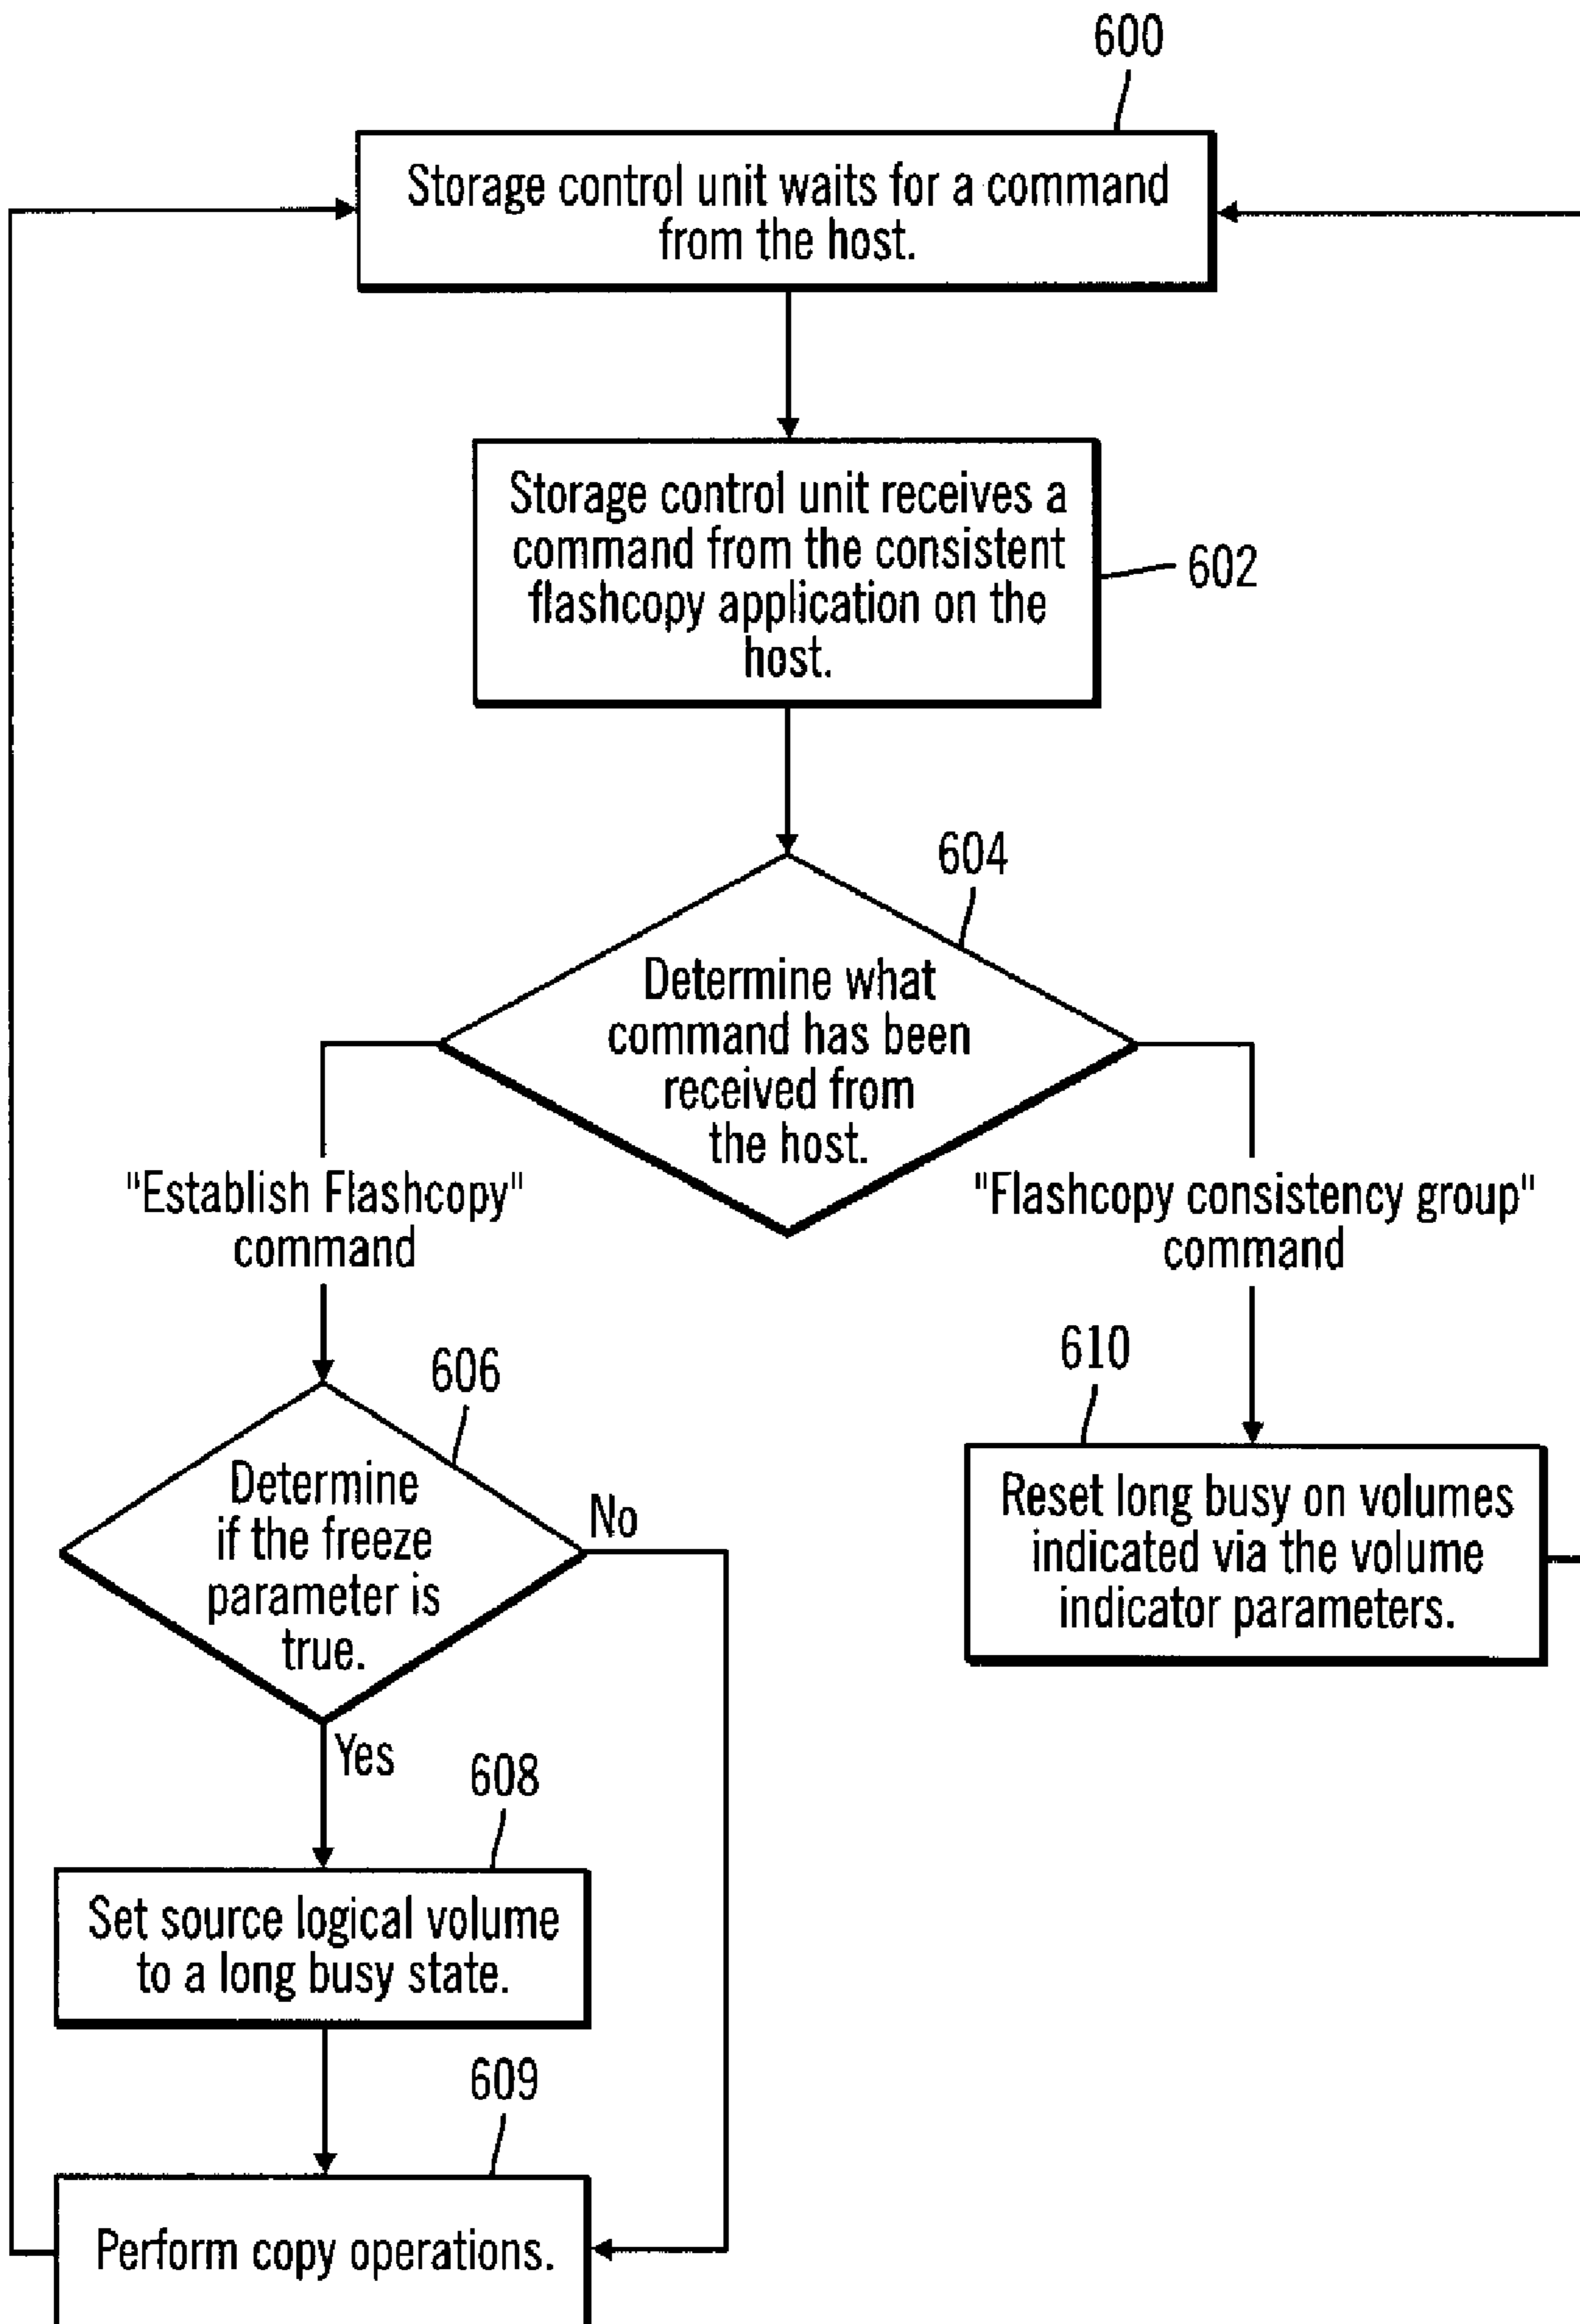 600
Storage control unit waits for a command
from the host.
Storage control unit receives a
command from the consistent
flashcopy application on the
host.
602
604
Determine what
command has been
received from
the host.
"Establish Flashcopy"
command
"Flashcopy consistency group"
command
606
Determine
if the freeze
parameter is
true.
No
Yes
610
Reset long busy on volumes
indicated via the volume
indicator parameters.
608
Set source logical volume
to a long busy state.
609
Perform copy operations.